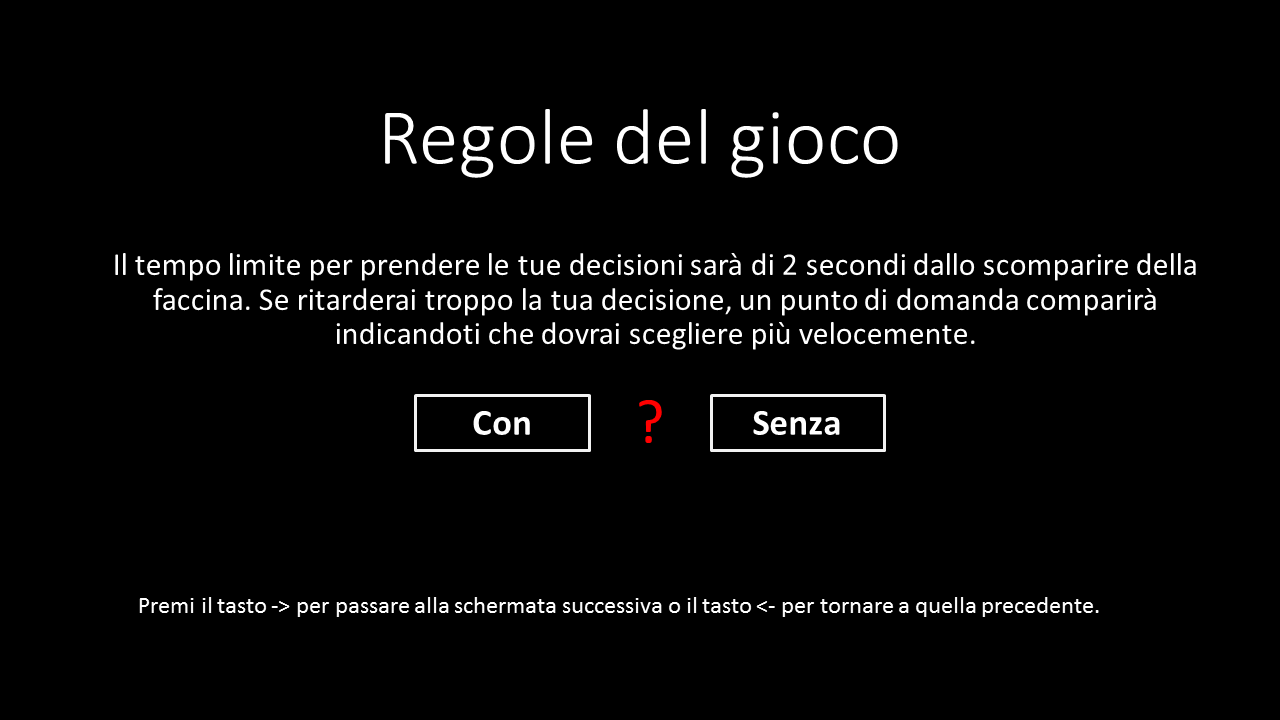 Regole del gioco
Il tempo limite per prendere le tue decisioni sarà di 2 secondi dallo scomparire della
faccina. Se ritarderai troppo la tua decisione, un punto di domanda comparirà
indicandoti che dovrai scegliere più velocemente.
Con ? Senza
Premi il tasto -> per passare alla schermata successiva o il tasto <- per tornare a quella precedente.